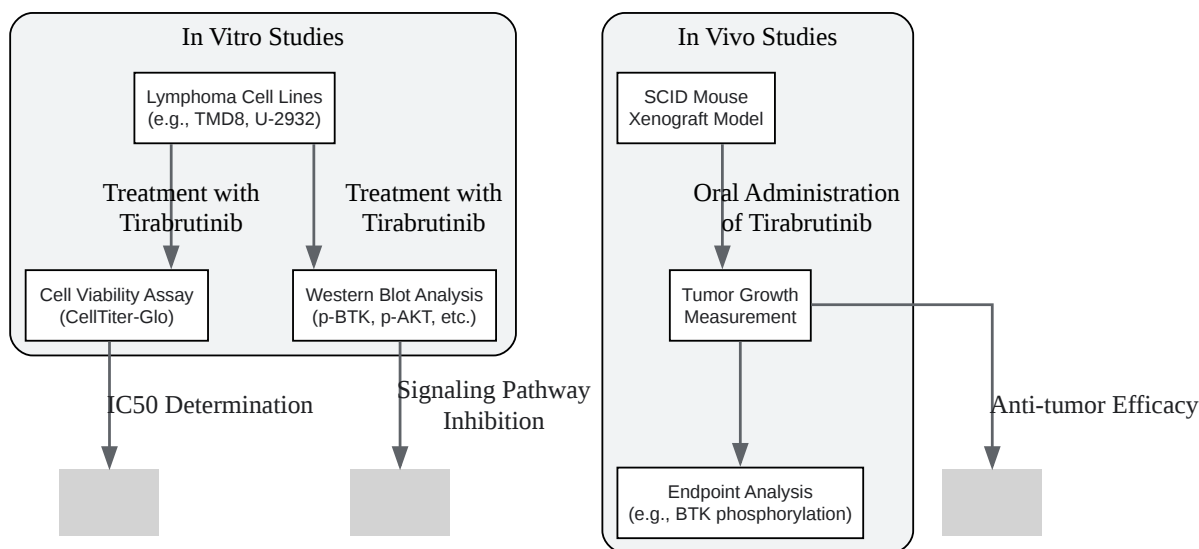 In Vitro Studies
Lymphoma Cell Lines
(e.g., TMD8, U-2932)
Treatment with
Tirabrutinib
Treatment with
Tirabrutinib
Cell Viability Assay
(CellTiter-Glo)
Western Blot Analysis
(p-BTK, p-AKT, etc.)
IC50 Determination
Signaling Pathway
Inhibition
In Vivo Studies
SCID Mouse
Xenograft Model
Oral Administration
of Tirabrutinib
Tumor Growth
Measurement
Anti-tumor Efficacy
Endpoint Analysis
(e.g., BTK phosphorylation)